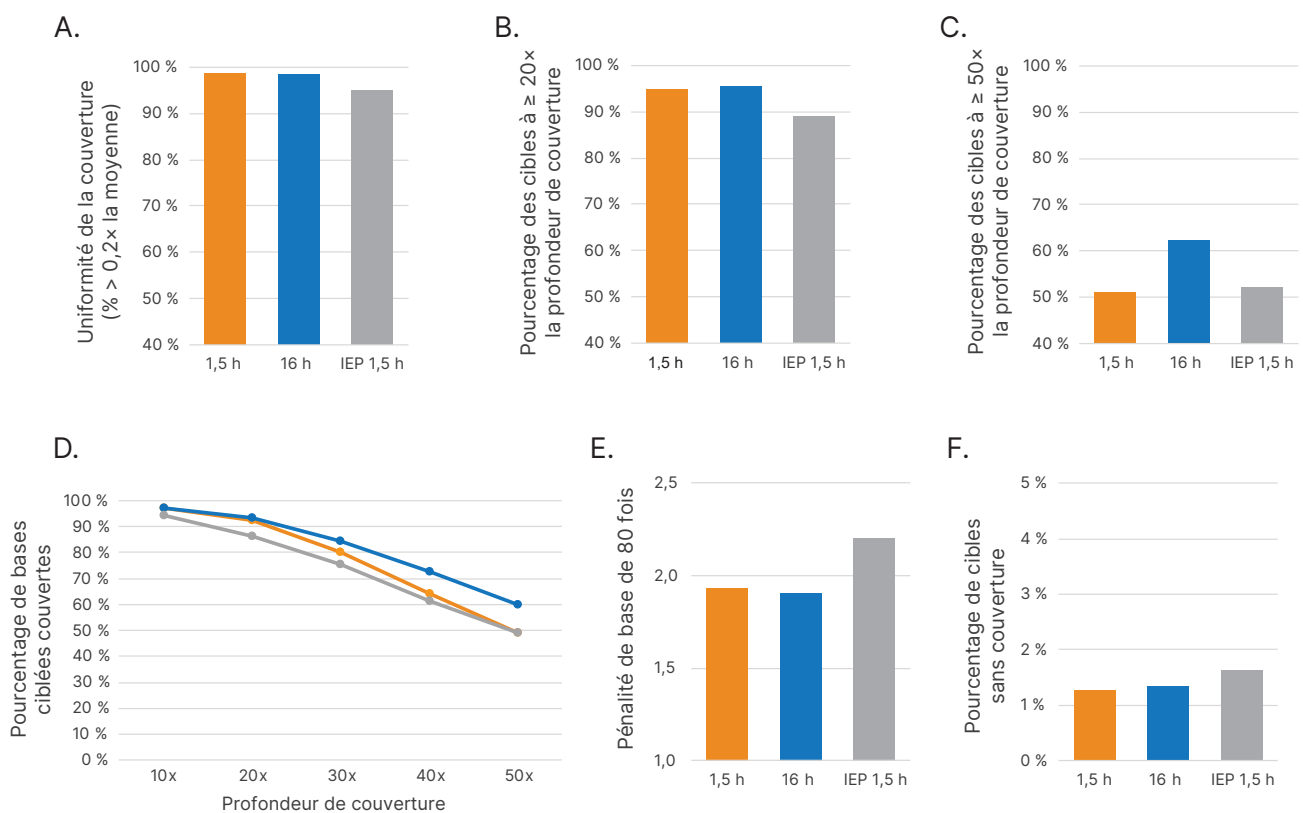 A.
Uniformité de la couverture
(% > 0,2× la moyenne)
100 %
90 %
80 %
70 %
60 %
50 %
40 %
1,5 h
16 h
IEP 1,5 h
B.
Pourcentage des cibles à ≥ 20×
la profondeur de couverture
100 %
90 %
80 %
70 %
60 %
50 %
40 %
1,5 h
16 h
IEP 1,5 h
C.
Pourcentage des cibles à ≥ 50×
la profondeur de couverture
100 %
90 %
80 %
70 %
60 %
50 %
40 %
1,5 h
16 h
IEP 1,5 h
D.
Pourcentage de bases
ciblées couvertes
100 %
90 %
80 %
70 %
60 %
50 %
40 %
30 %
20 %
10 %
0 %
10x
20x
30x
40x
50x
Profondeur de couverture
E.
Pénalité de base de 80 fois
2,5
2,0
1,5
1,0
1,5 h
16 h
IEP 1,5 h
F.
Pourcentage de cibles
sans couverture
5 %
4 %
3 %
2 %
1 %
0 %
1,5 h
16 h
IEP 1,5 h